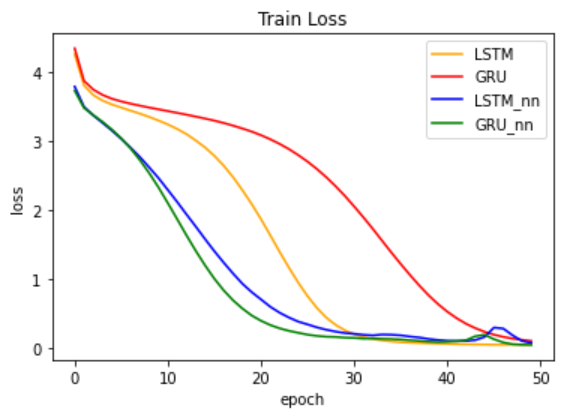 Train Loss
LSTM
GRU
LSTM_nn
GRU_nn
4
3
2
1
0
loss
0 10 20 30 40 50
epoch